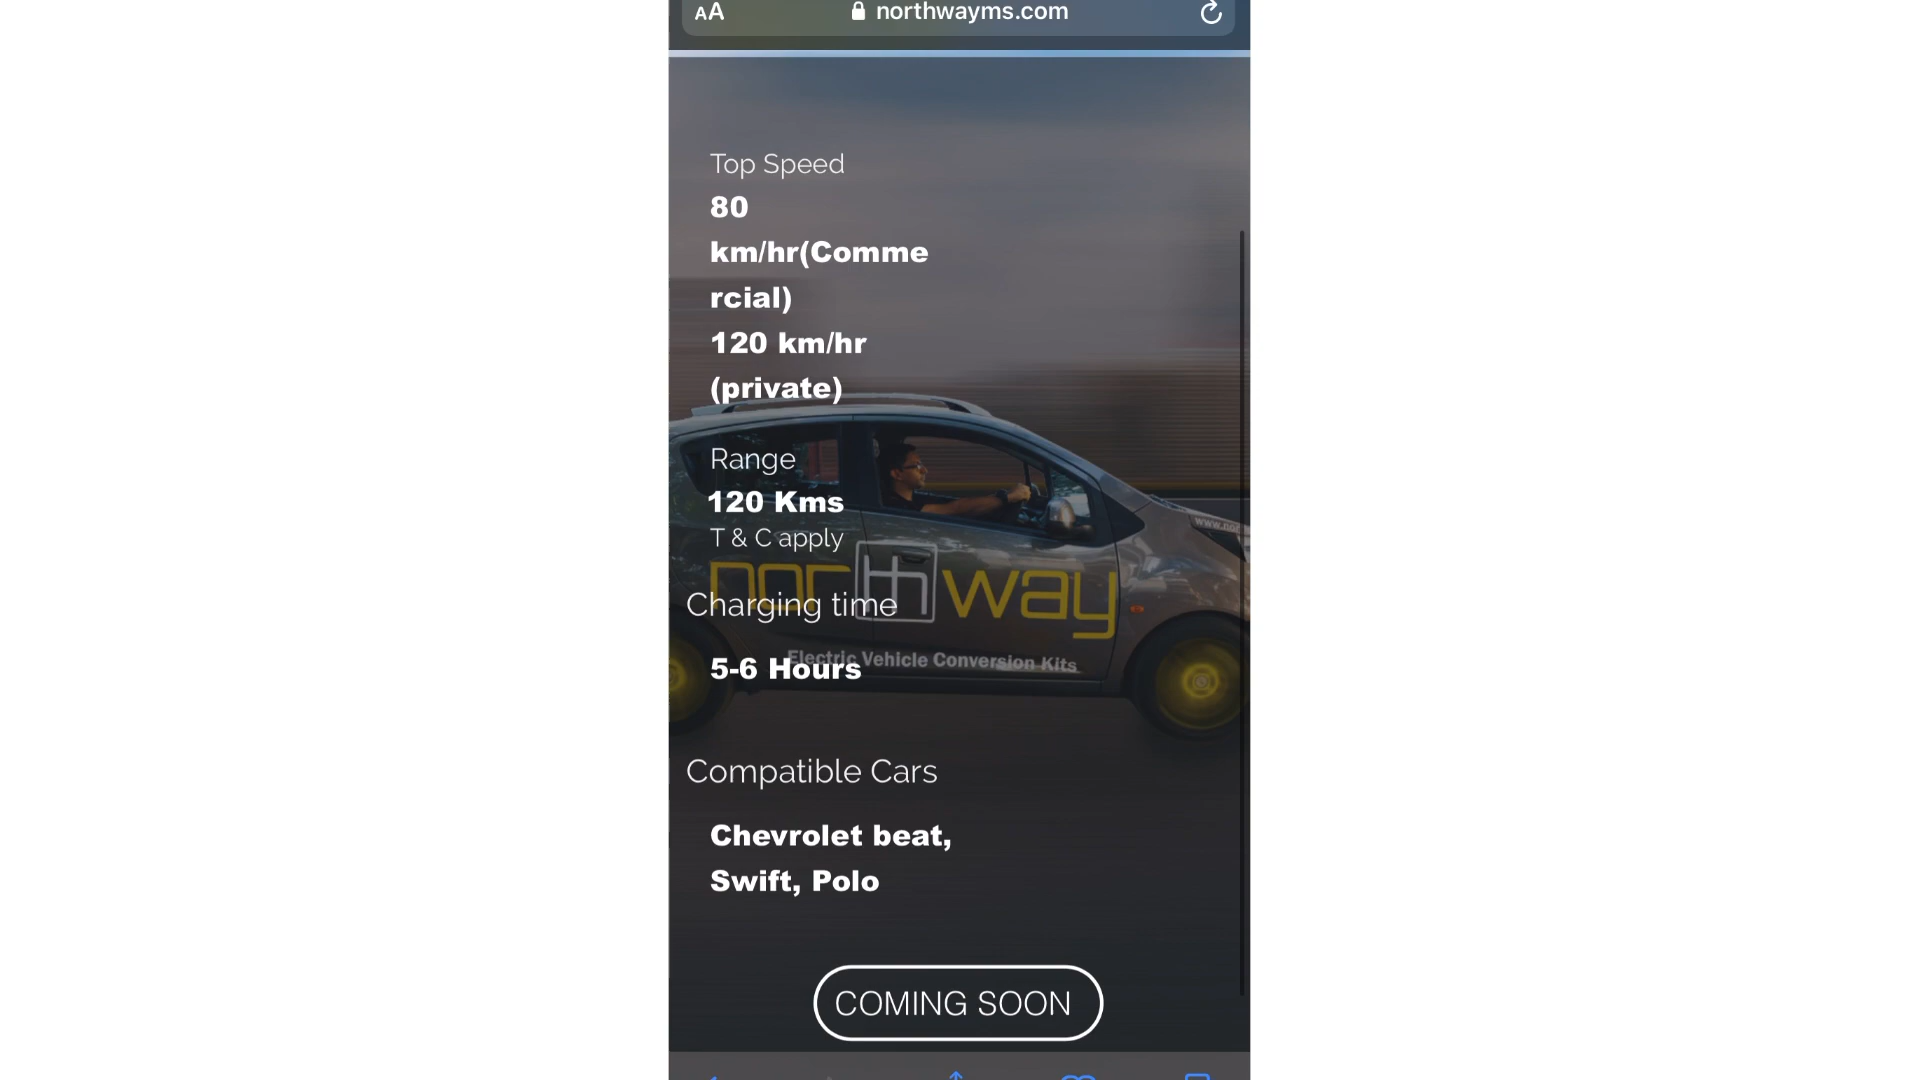 AA northwayms.com
Top Speed
80
km/hr(Comme
rcial)
120 km/hr
(private)
Range
120 Kms
T & C apply
northway
Charging time
Electric Vehicle Conversion Kits
5-6 Hours
Compatible Cars
Chevrolet beat,
Swift, Polo
COMING SOON